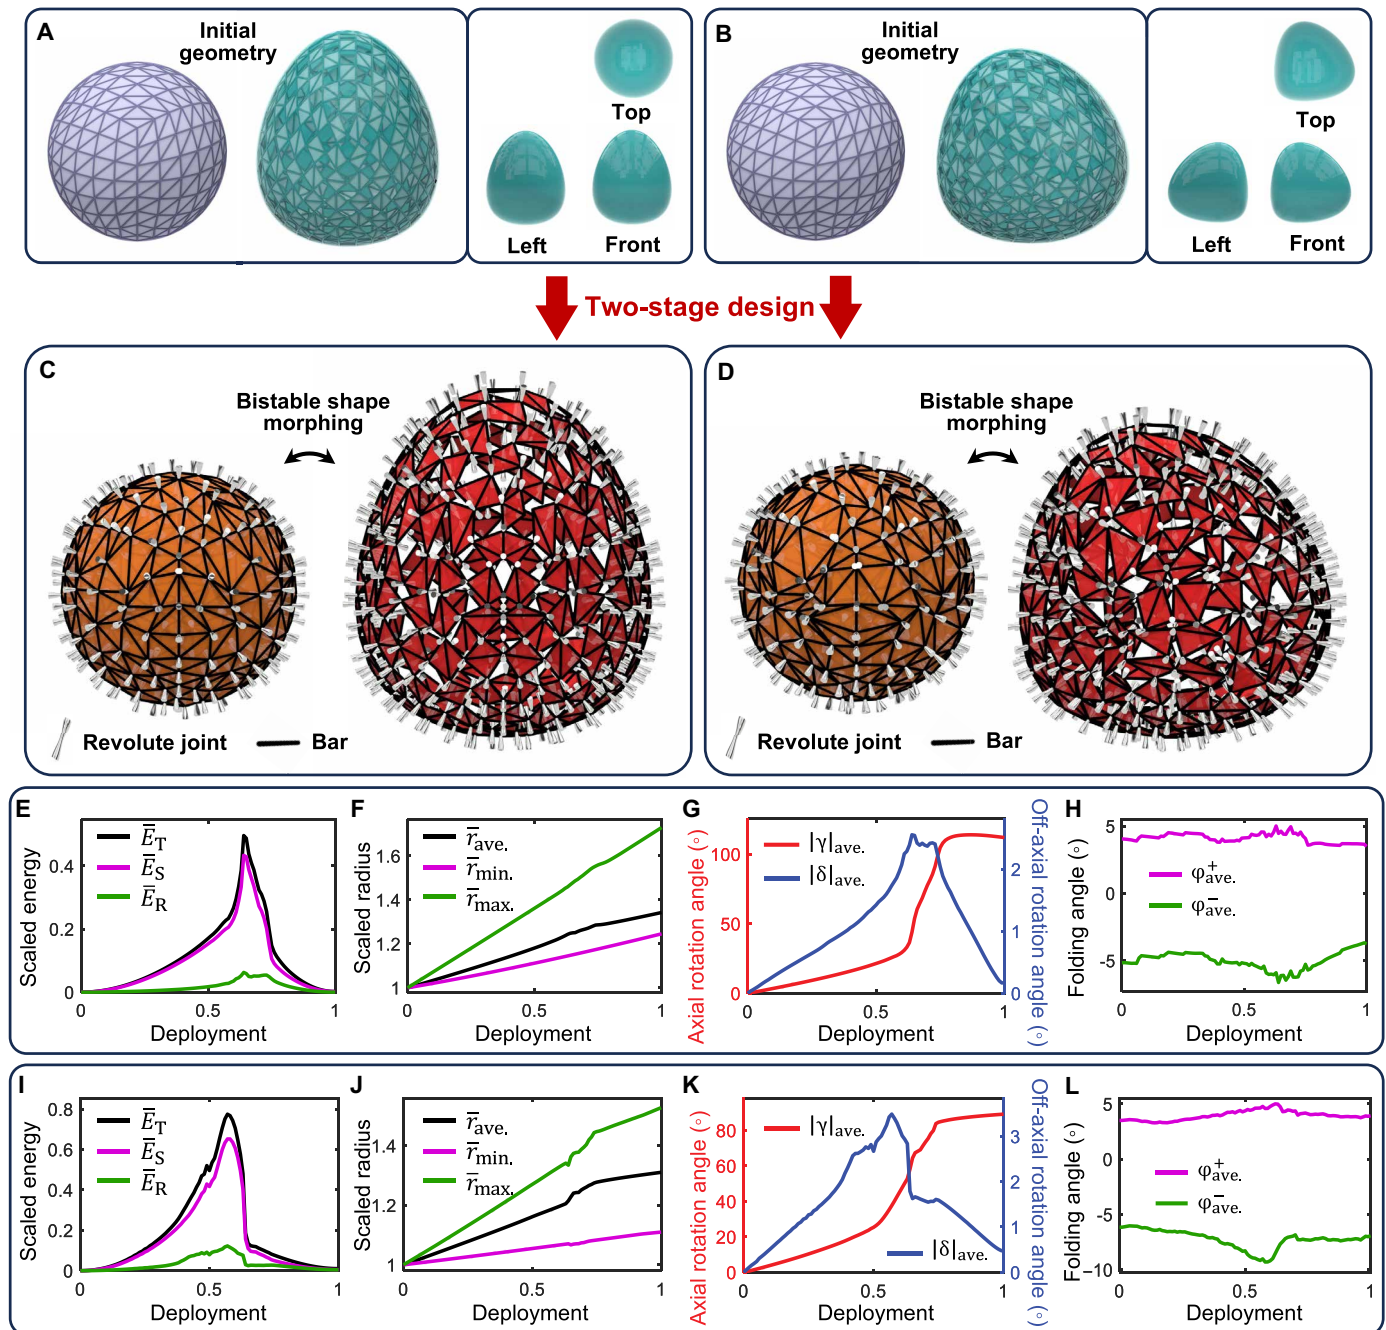 A
Initial
geometry
Top
Left
Front
B
Initial
geometry
Top
Left
Front
Two-stage design
C
Bistable shape
morphing
Revolute joint
Bar
D
Bistable shape
morphing
Revolute joint
Bar
E
Scaled energy
0.4
0.2
0
E̅_T
E̅_S
E̅_R
0
0.5
1
Deployment
F
Scaled radius
1.6
1.4
1.2
1
r̅_ave.
r̅_min.
r̅_max.
0
0.5
1
Deployment
G
Axial rotation angle (°)
100
50
0
|γ|_ave.
|δ|_ave.
0
0.5
1
Deployment
2
1
0
Off-axial rotation angle (°)
H
Folding angle (°)
5
0
-5
φ⁺_ave.
φ⁻_ave.
0
0.5
1
Deployment
I
Scaled energy
0.8
0.6
0.4
0.2
0
E̅_T
E̅_S
E̅_R
0
0.5
1
Deployment
J
Scaled radius
1.4
1.2
1
r̅_ave.
r̅_min.
r̅_max.
0
0.5
1
Deployment
K
Axial rotation angle (°)
80
60
40
20
0
|γ|_ave.
|δ|_ave.
0
0.5
1
Deployment
3
2
1
0
Off-axial rotation angle (°)
L
Folding angle (°)
5
0
-5
-10
φ⁺_ave.
φ⁻_ave.
0
0.5
1
Deployment